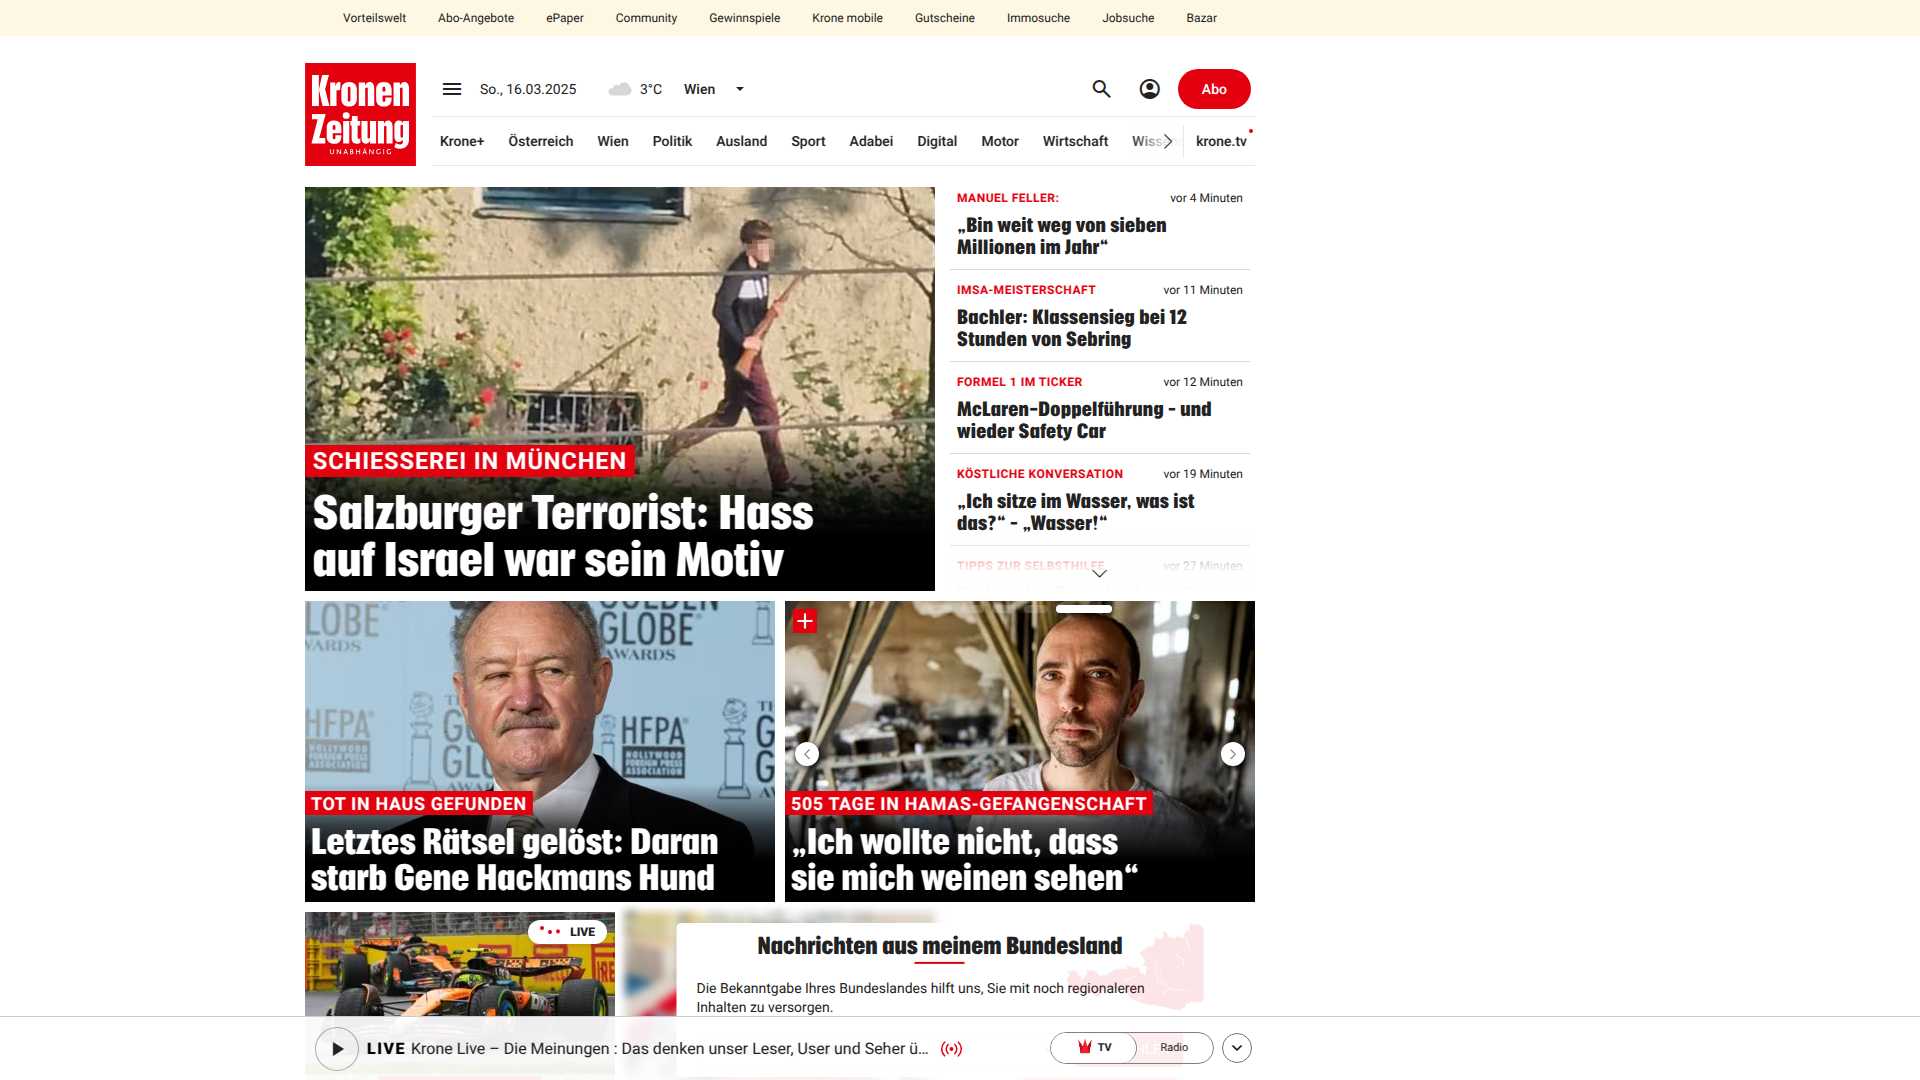 Vorteilswelt Abo-Angebote ePaper Community Gewinnspiele Krone mobile Gutscheine Immosuche Jobsuche Bazar
Kronen
Zeitung
UNABHÄNGIG
So., 16.03.2025 3°C Wien Abo
Krone+ Österreich Wien Politik Ausland Sport Adabei Digital Motor Wirtschaft krone.tv
SCHIESSEREI IN MÜNCHEN
Salzburger Terrorist: Hass
auf Israel war sein Motiv
MANUEL FELLER: vor 4 Minuten
„Bin weit weg von sieben
Millionen im Jahr“
IMSA-MEISTERSCHAFT vor 11 Minuten
Bachler: Klassensieg bei 12
Stunden von Sebring
FORMEL 1 IM TICKER vor 12 Minuten
McLaren-Doppelführung - und
wieder Safety Car
KÖSTLICHE KONVERSATION vor 19 Minuten
„Ich sitze im Wasser, was ist
das?“ - „Wasser!“
TIPPS ZUR SELBSTHILFE vor 27 Minuten
GLOBE
AWARDS
HFPA
HOLLYWOOD
FOREIGN PRESS
ASSOCIATION
TOT IN HAUS GEFUNDEN
Letztes Rätsel gelöst: Daran
starb Gene Hackmans Hund
505 TAGE IN HAMAS-GEFANGENSCHAFT
„Ich wollte nicht, dass
sie mich weinen sehen“
LIVE
Nachrichten aus meinem Bundesland
Die Bekanntgabe Ihres Bundeslandes hilft uns, Sie mit noch regionaleren
Inhalten zu versorgen.
LIVE Krone Live – Die Meinungen : Das denken unser Leser, User und Seher ü... TV Radio